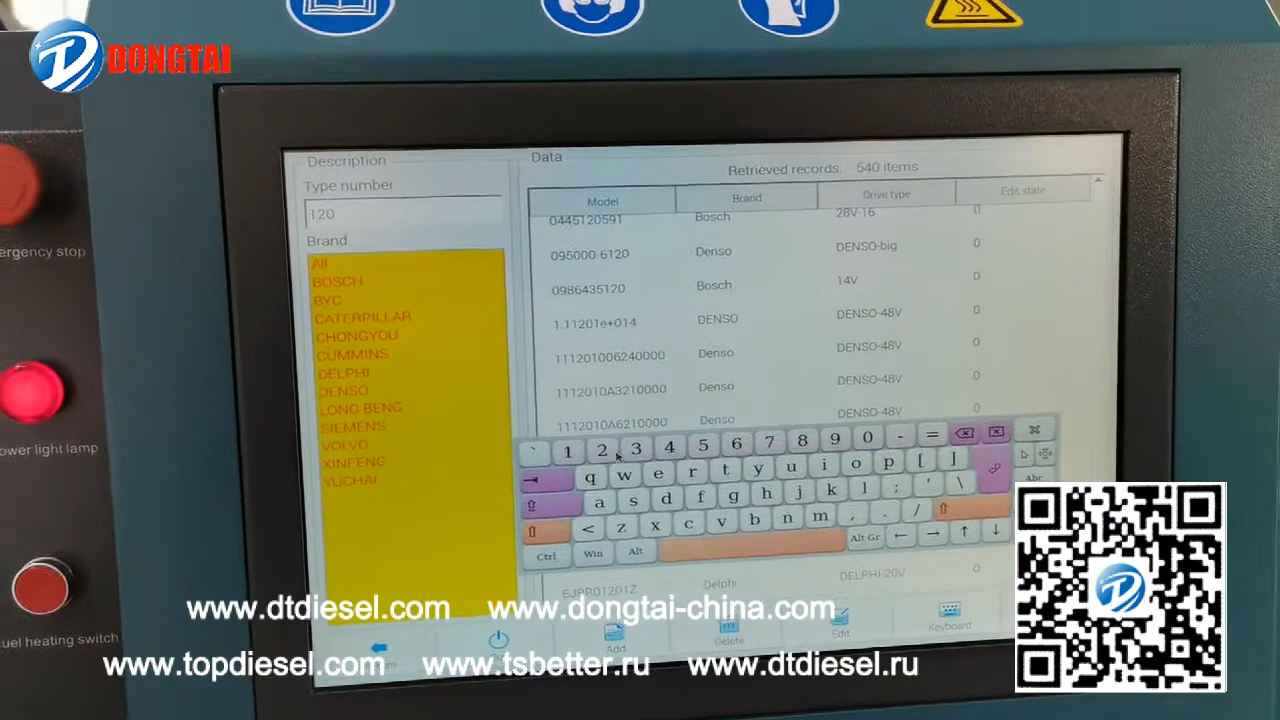 DONGTAI
Description
Type number
120
Brand
All
BOSCH
BYC
CATERPILLAR
CHONGYOU
CUMMINS
DELPHI
DENSO
LONG BENG
SIEMENS
VOLVO
XINFENG
YUCHAI
Data
Retrieved records: 540 items
Model Brand Drive type Edit state
0445120591 Bosch 28V-16 0
095000-6120 Denso DENSO-big 0
0986435120 Bosch 14V 0
1.11201e+014 DENSO DENSO-48V 0
111201006240000 Denso DENSO-48V 0
1112010A3210000 Denso DENSO-48V 0
1112010A6210000 Denso DENSO-48V 0
` 1 2 3 4 5 6 7 8 9 0 - =
q w e r t y u i o p [ ]
a s d f g h j k l ; ' \
Abc
< z x c v b n m , . /
Ctrl Win Alt Alt Gr
EJBR01201Z Delphi DELPHI-20V 0
Add Delete Edit Keyboard
ergency stop
ower light lamp
uel heating switch
www.dtdiesel.com www.dongtai-china.com
www.topdiesel.com www.tsbetter.ru www.dtdiesel.ru